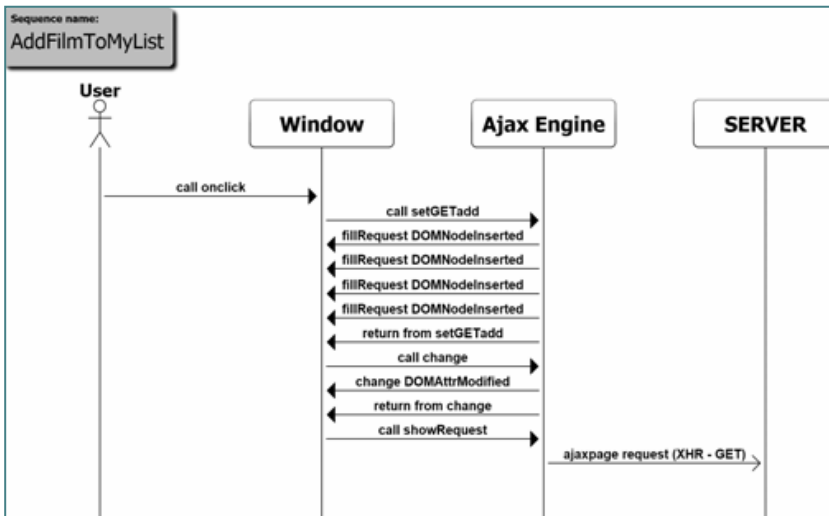 Sequence name:
AddFilmToMyList
User
Window
Ajax Engine
SERVER
call onclick
call setGETadd
fillRequest DOMNodeInserted
fillRequest DOMNodeInserted
fillRequest DOMNodeInserted
fillRequest DOMNodeInserted
return from setGETadd
call change
change DOMAttrModified
return from change
call showRequest
ajaxpage request (XHR - GET)